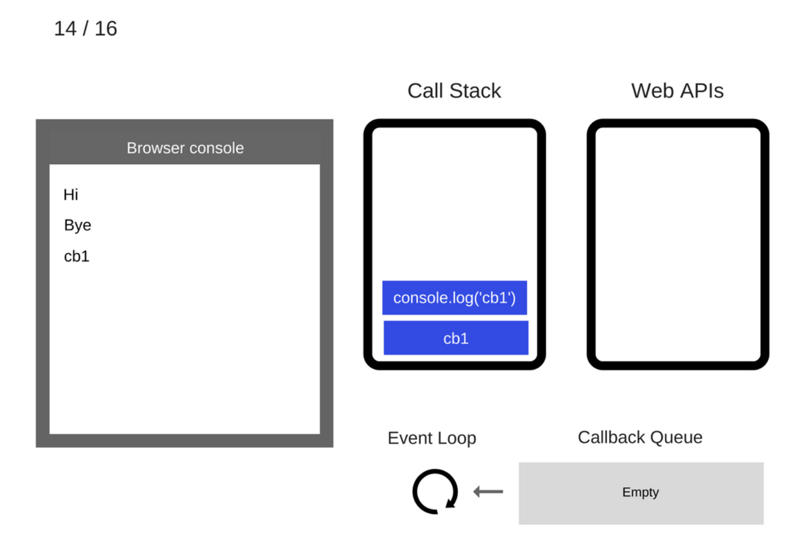 14 / 16
Call Stack
Web APIs
Browser console
Hi
Bye
cb1
console.log('cb1')
cb1
Event Loop
Callback Queue
Empty